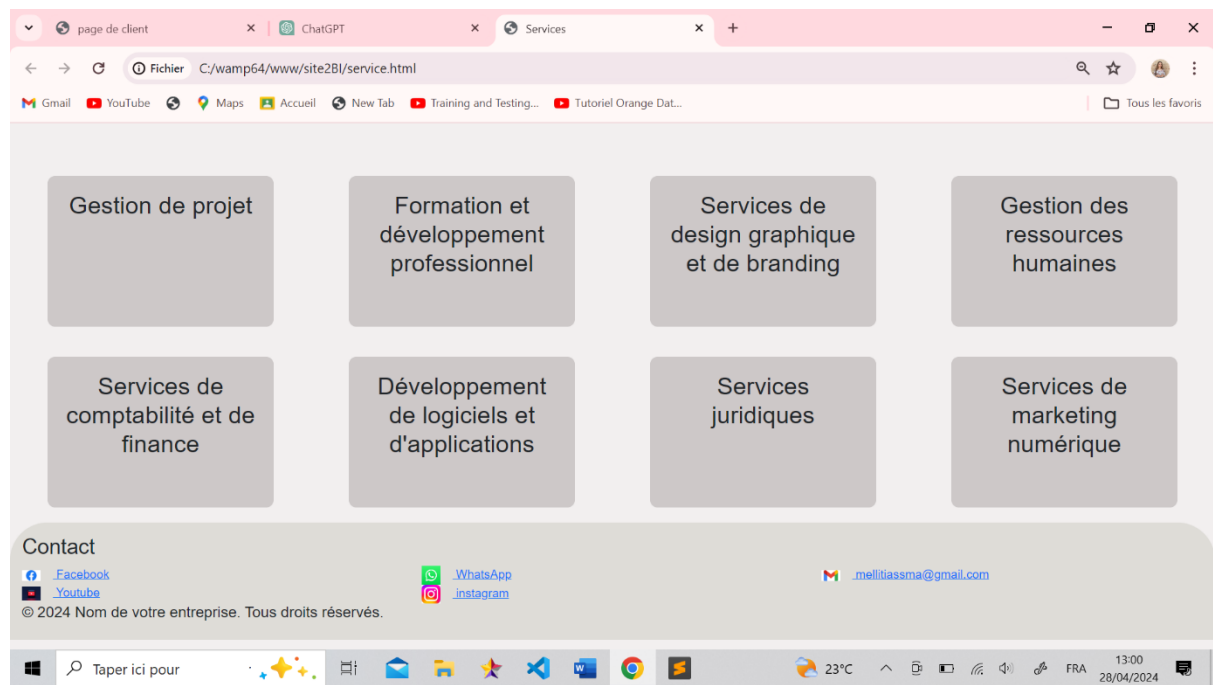 page de client
ChatGPT
Services
Fichier C:/wamp64/www/site2BI/service.html
Gmail YouTube Maps Accueil New Tab Training and Testing... Tutoriel Orange Dat... Tous les favoris
Gestion de projet
Formation et
développement
professionnel
Services de
design graphique
et de branding
Gestion des
ressources
humaines
Services de
comptabilité et de
finance
Développement
de logiciels et
d'applications
Services
juridiques
Services de
marketing
numérique
Contact
Facebook WhatsApp mellitiassma@gmail.com
Youtube instagram
© 2024 Nom de votre entreprise. Tous droits réservés.
Taper ici pour 23°C FRA 13:00
28/04/2024